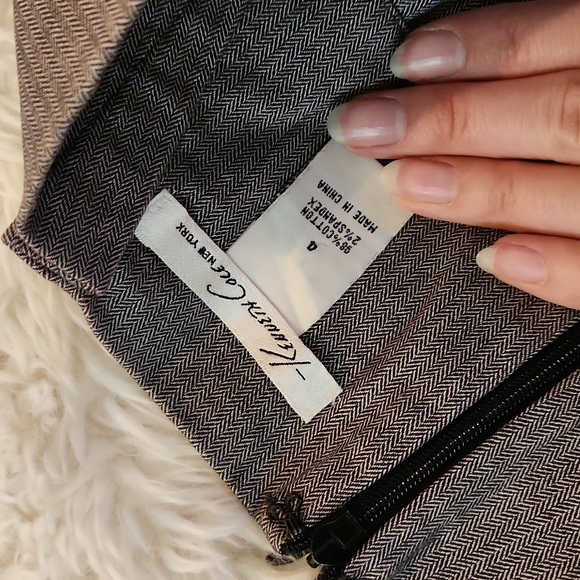 Kenneth Cole NEW YORK
4
98%COTTON
2%SPANDEX
MADE IN CHINA